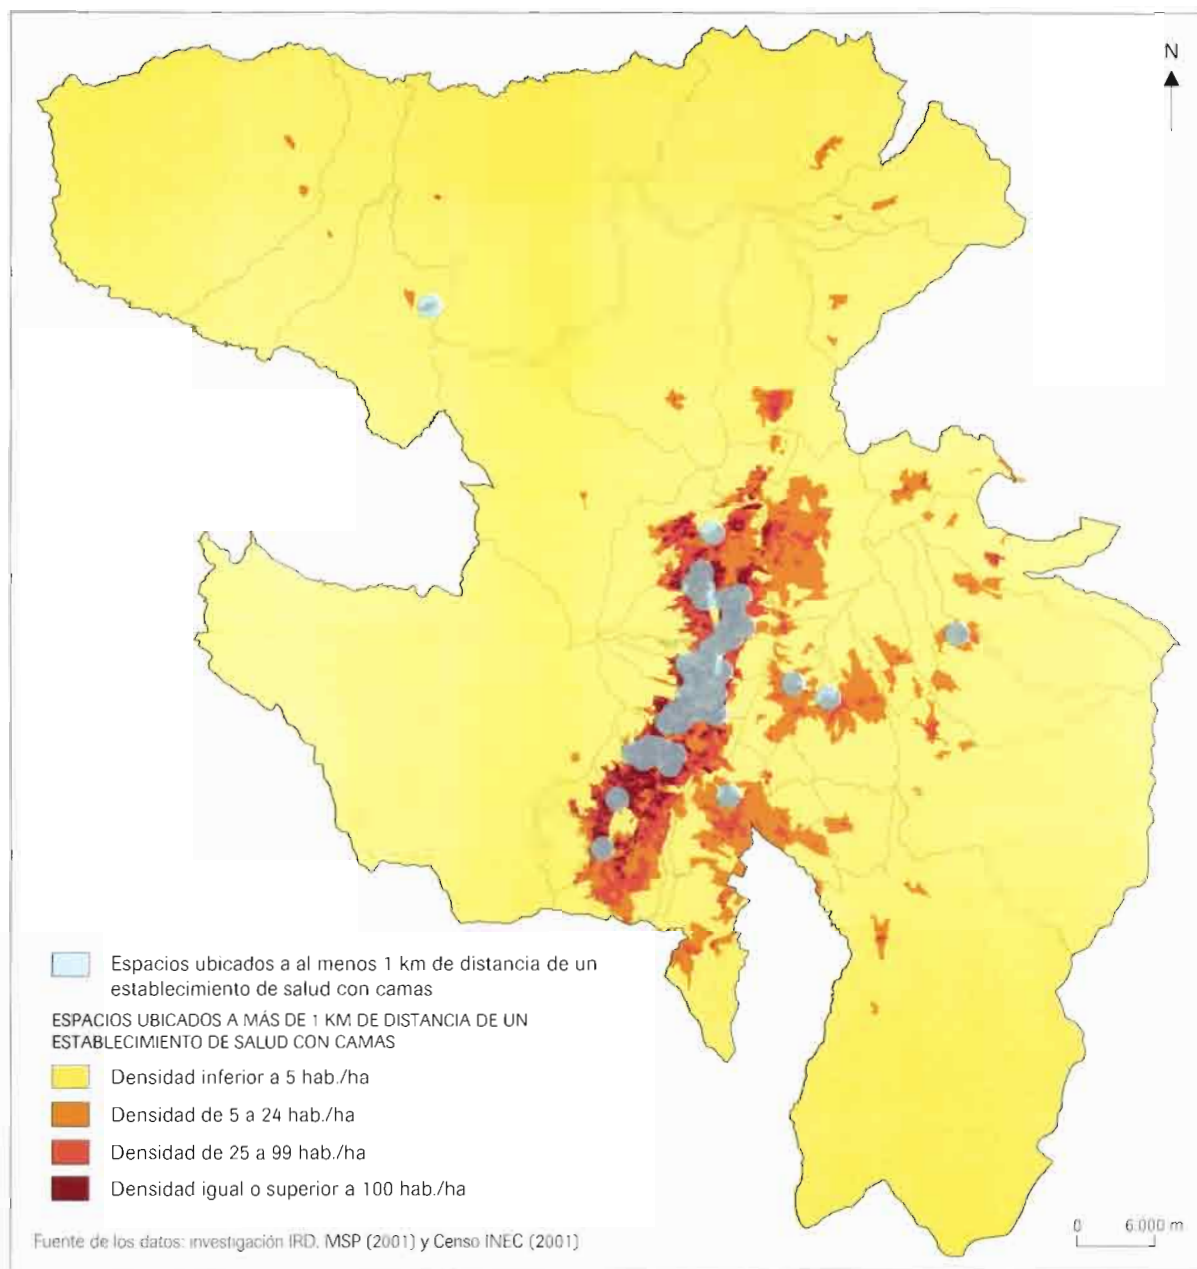 N
Espacios ubicados a al menos 1 km de distancia de un
establecimiento de salud con camas
ESPACIOS UBICADOS A MÁS DE 1 KM DE DISTANCIA DE UN
ESTABLECIMIENTO DE SALUD CON CAMAS
Densidad inferior a 5 hab./ha
Densidad de 5 a 24 hab./ha
Densidad de 25 a 99 hab./ha
Densidad igual o superior a 100 hab./ha
0 6.000 m
Fuente de los datos: investigación IRD, MSP (2001) y Censo INEC (2001)